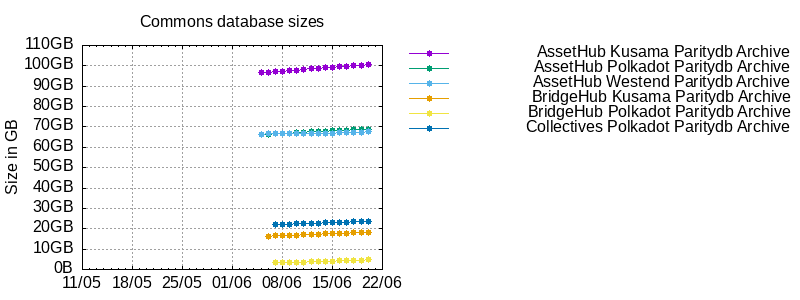 Commons database sizes
110GB
100GB
90GB
80GB
70GB
60GB
50GB
40GB
30GB
20GB
10GB
0B
Size in GB
11/05 18/05 25/05 01/06 08/06 15/06 22/06
AssetHub Kusama Paritydb Archive
AssetHub Polkadot Paritydb Archive
AssetHub Westend Paritydb Archive
BridgeHub Kusama Paritydb Archive
BridgeHub Polkadot Paritydb Archive
Collectives Polkadot Paritydb Archive